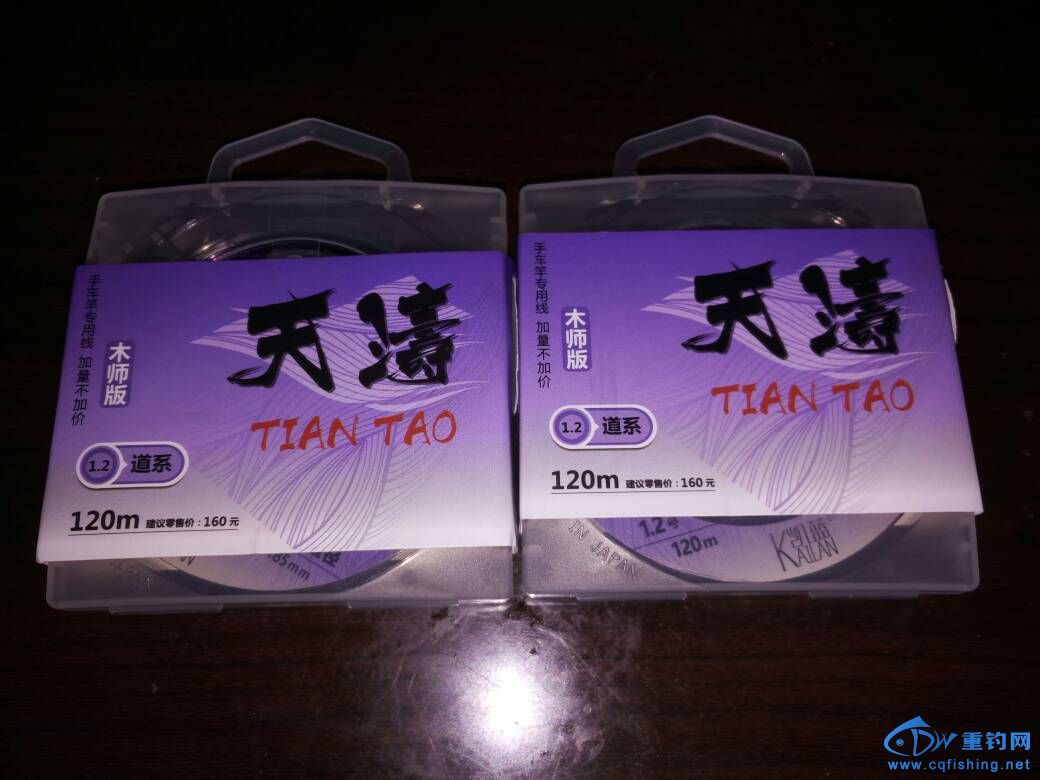 手车竿专用线 加量不加价
木师版
天涛
TIAN TAO
1.2 道系
120m 建议零售价：160元
手车竿专用线 加量不加价
木师版
天涛
TIAN TAO
1.2 道系
120m 建议零售价：160元
1.2号
120m
IN JAPAN
凯蓝
KAILAN
重钓网
www.cqfishing.net